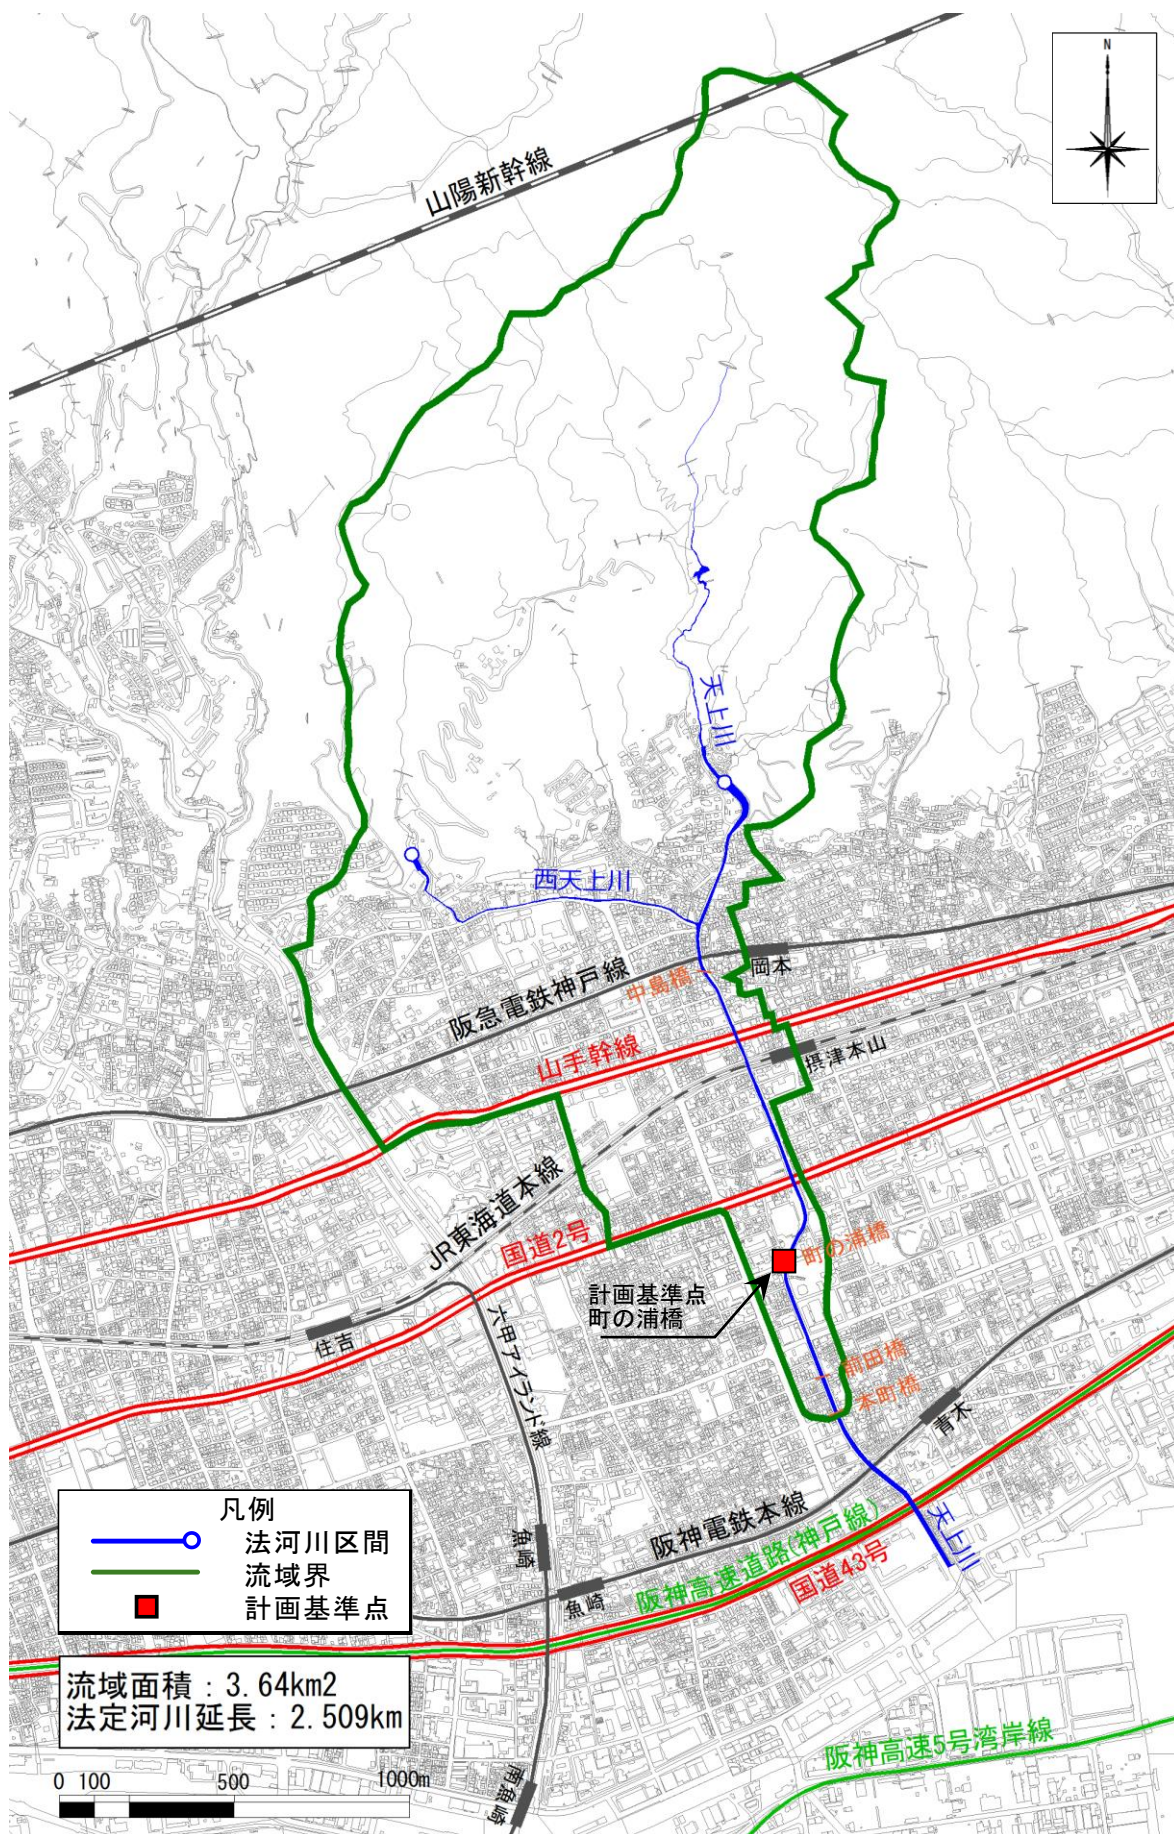 N
山陽新幹線
天上川
西天上川
岡本
中島橋
阪急電鉄神戸線
山手幹線
摂津本山
JR東海道本線
国道2号
町の浦橋
計画基準点
町の浦橋
住吉
六甲アイランド線
前田橋
本町橋
青木
凡例
法河川区間
流域界
計画基準点
魚崎
阪神電鉄本線
阪神高速道路(神戸線)
国道43号
天上川
魚崎
流域面積：3.64km2
法定河川延長：2.509km
阪神高速5号湾岸線
0 100 500 1000m
南魚崎